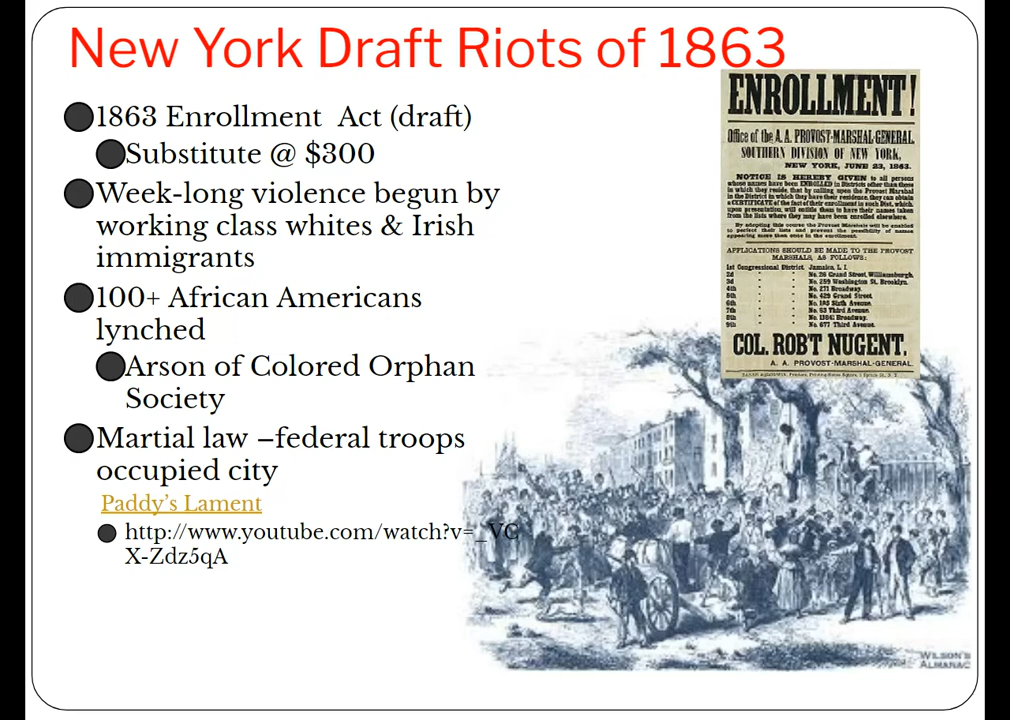 New York Draft Riots of 1863
1863 Enrollment Act (draft)
Substitute @ $300
Week-long violence begun by
working class whites & Irish
immigrants
100+ African Americans
lynched
Arson of Colored Orphan
Society
Martial law –federal troops
occupied city
Paddy's Lament
http://www.youtube.com/watch?v=_VG
X-Zdz5qA
ENROLLMENT!
Office of the A. A. PROVOST-MARSHAL-GENERAL,
SOUTHERN DIVISION OF NEW YORK,
NEW YORK, JUNE 23, 1863.
NOTICE IS HEREBY GIVEN to all persons
whose names have been ENROLLED in Districts other than those
in which they reside, that by calling upon the Provost Marshal
in the District in which they have their residence, they can obtain
a CERTIFICATE of the fact of their enrollment in such Dist. which,
upon presentation, will entitle them to have their names taken
from the lists where they may have been enrolled elsewhere.
By adopting this course the Provost Marshals will be enabled
to perfect their lists and prevent the possibility of names
appearing more than once in the enrollment.
APPLICATIONS SHOULD BE MADE TO THE PROVOST
MARSHALS, AS FOLLOWS:
1st Congressional District Jamaica, L. I.
2d " " No. 26 Grand Street, Williamsburgh.
3d " " No. 259 Washington St. Brooklyn.
4th " " No. 271 Broadway.
5th " " No. 429 Grand Street.
6th " " No. 185 Sixth Avenue.
7th " " No. 63 Third Avenue.
8th " " No. 1184 Broadway.
9th " " No. 677 Third Avenue.
COL. ROB'T NUGENT,
A. A. PROVOST-MARSHAL-GENERAL.
WILSON'S
ALMANAC